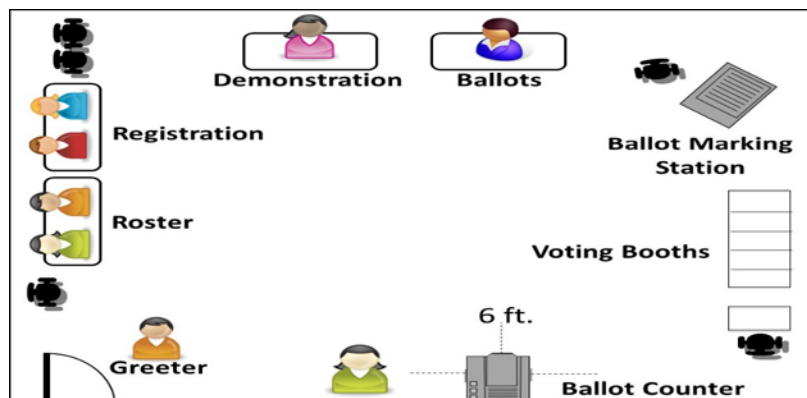 Demonstration
Ballots
Registration
Ballot Marking
Station
Roster
Voting Booths
6 ft.
Greeter
Ballot Counter